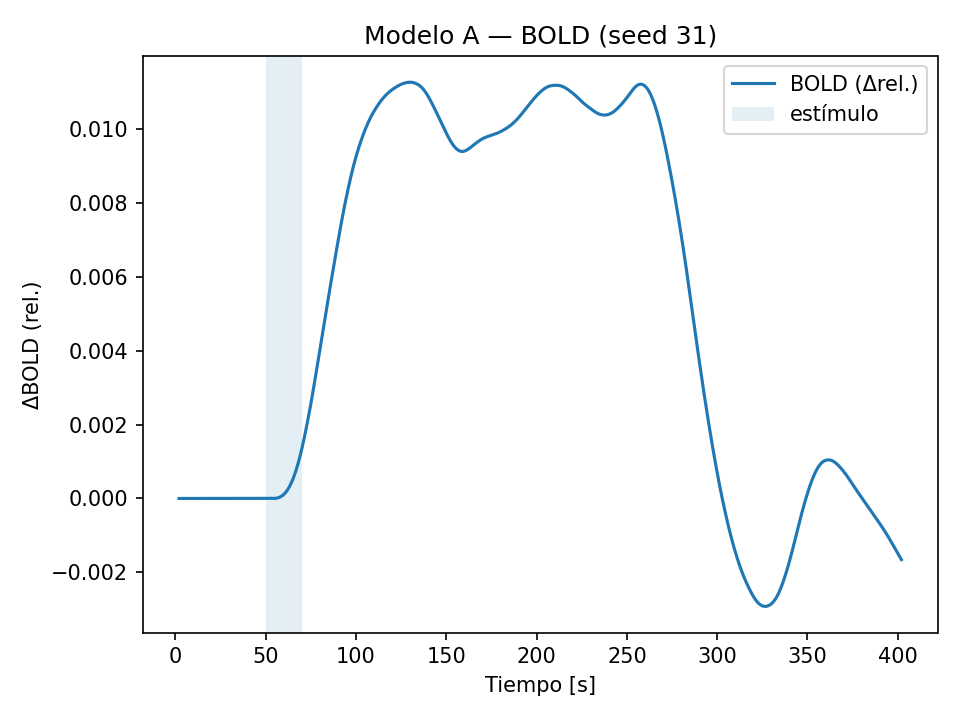 Modelo A — BOLD (seed 31)
BOLD (Δrel.)
estímulo
ΔBOLD (rel.)
0.010
0.008
0.006
0.004
0.002
0.000
−0.002
0 50 100 150 200 250 300 350 400
Tiempo [s]